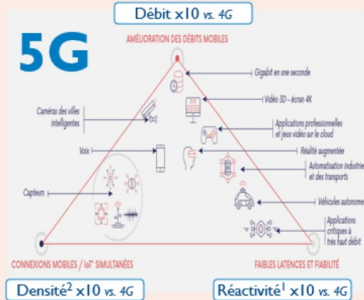 Débit x10 vs. 4G
5G
AMÉLIORATION DES DÉBITS MOBILES
Gigabit en une seconde
Vidéo 3D - écran 4K
Caméras des villes
intelligentes
Applications professionnelles
et jeux vidéo sur le cloud
Voix
Réalité augmentée
Automatisation industrie
et des transports
Capteurs
Véhicules autonome
Applications
critiques à
très haut débit
CONNEXIONS MOBILES / IoT SIMULTANÉES
FAIBLES LATENCES ET FIABILITÉ
Densité² x10 vs. 4G
Réactivité¹ x10 vs. 4G